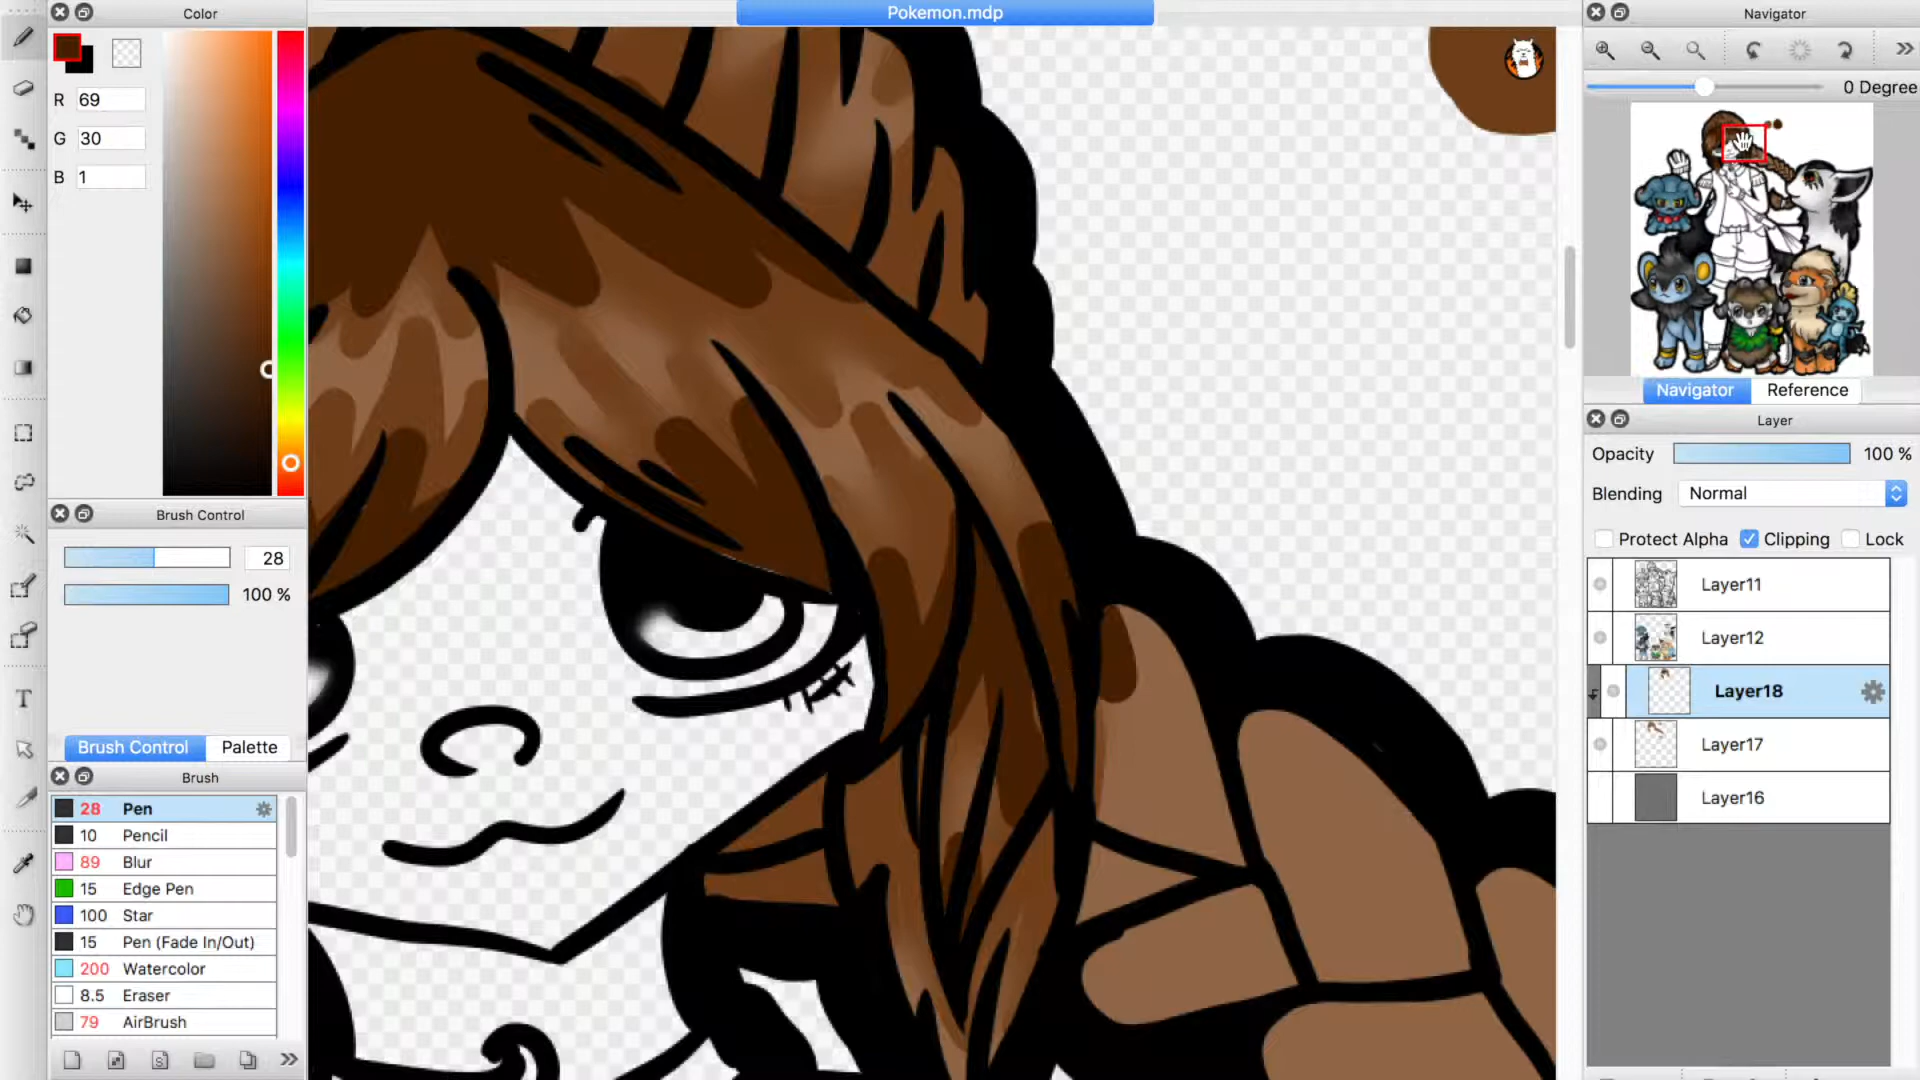 Color
Pokemon.mdp
Navigator
R 69
G 30
B 1
0 Degree
Navigator
Reference
Layer
Opacity 100 %
Blending Normal
Protect Alpha Clipping Lock
Layer11
Layer12
Layer18
Layer17
Layer16
Brush Control
28
100 %
Brush Control
Palette
Brush
28 Pen
10 Pencil
89 Blur
15 Edge Pen
100 Star
15 Pen (Fade In/Out)
200 Watercolor
8.5 Eraser
79 AirBrush
T
S